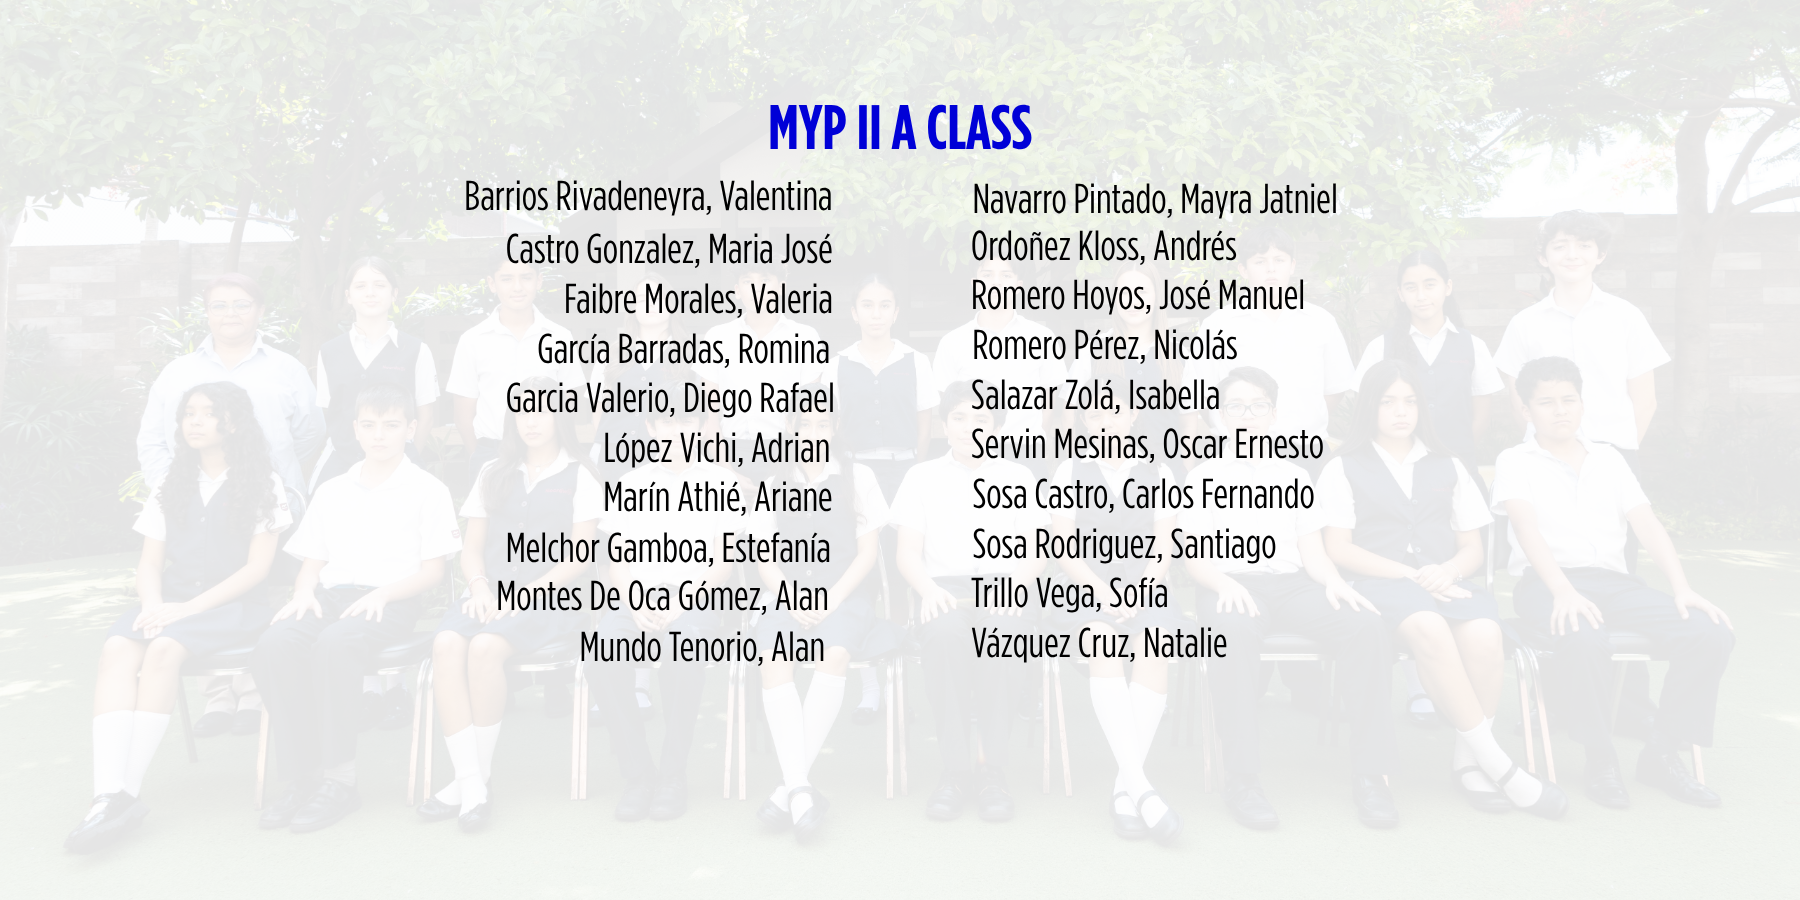 MYP II A CLASS
Barrios Rivadeneyra, Valentina
Castro Gonzalez, Maria José
Faibre Morales, Valeria
García Barradas, Romina
Garcia Valerio, Diego Rafael
López Vichi, Adrian
Marín Athié, Ariane
Melchor Gamboa, Estefanía
Montes De Oca Gómez, Alan
Mundo Tenorio, Alan
Navarro Pintado, Mayra Jatniel
Ordoñez Kloss, Andrés
Romero Hoyos, José Manuel
Romero Pérez, Nicolás
Salazar Zolá, Isabella
Servin Mesinas, Oscar Ernesto
Sosa Castro, Carlos Fernando
Sosa Rodriguez, Santiago
Trillo Vega, Sofía
Vázquez Cruz, Natalie